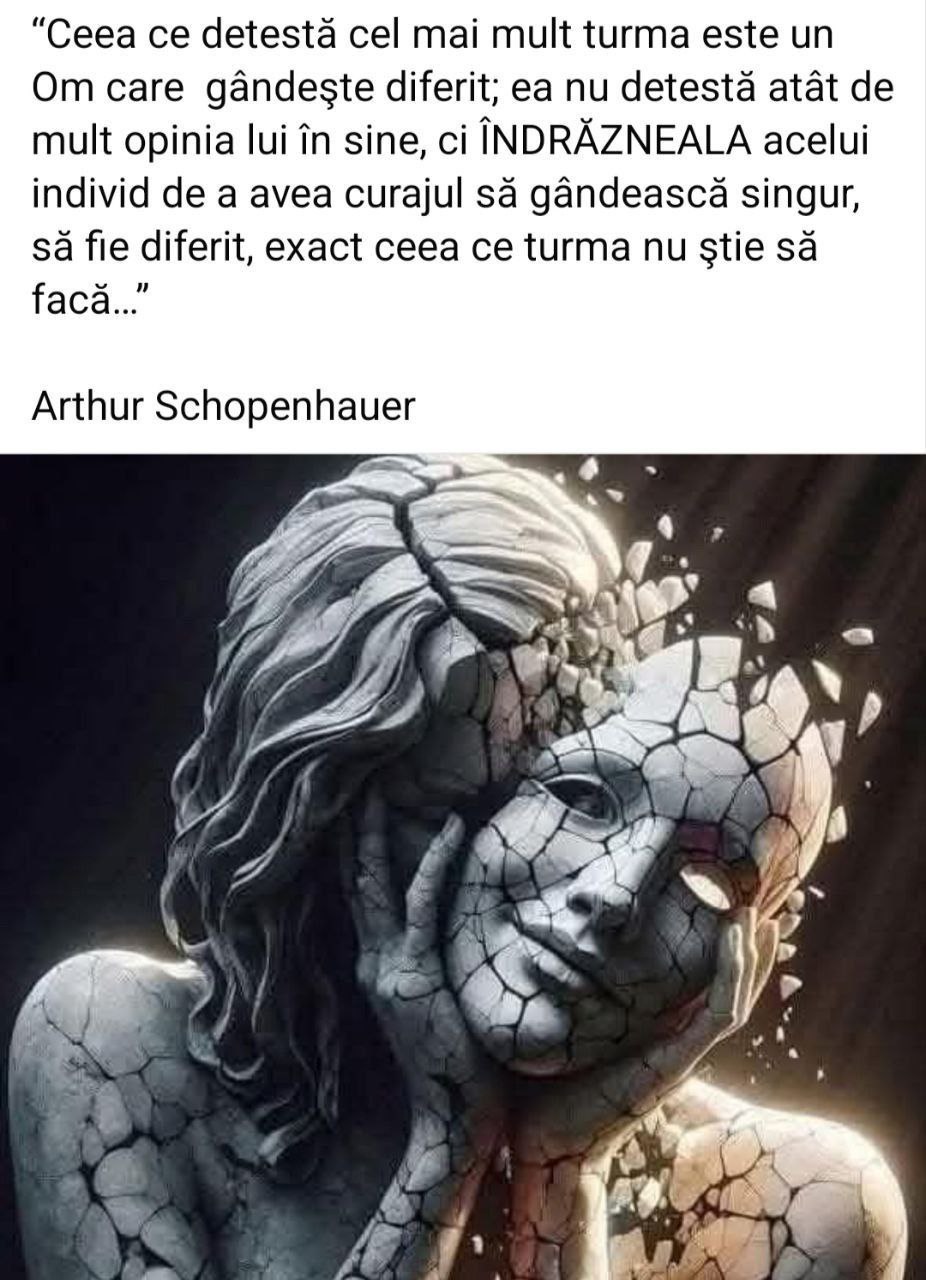 “Ceea ce detestă cel mai mult turma este un
Om care  gândeşte diferit; ea nu detestă atât de
mult opinia lui în sine, ci ÎNDRĂZNEALA acelui
individ de a avea curajul să gândească singur,
să fie diferit, exact ceea ce turma nu ştie să
facă...”
Arthur Schopenhauer